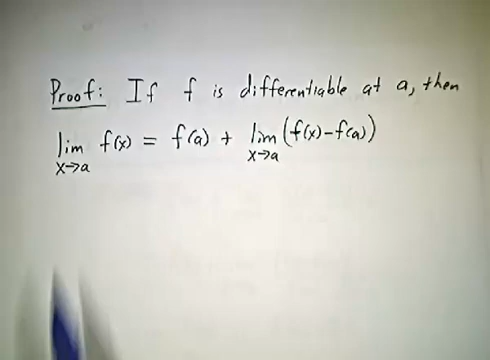 Proof: If f is differentiable at a, then
lim f(x) = f(a) + lim (f(x)-f(a))
x→a x→a